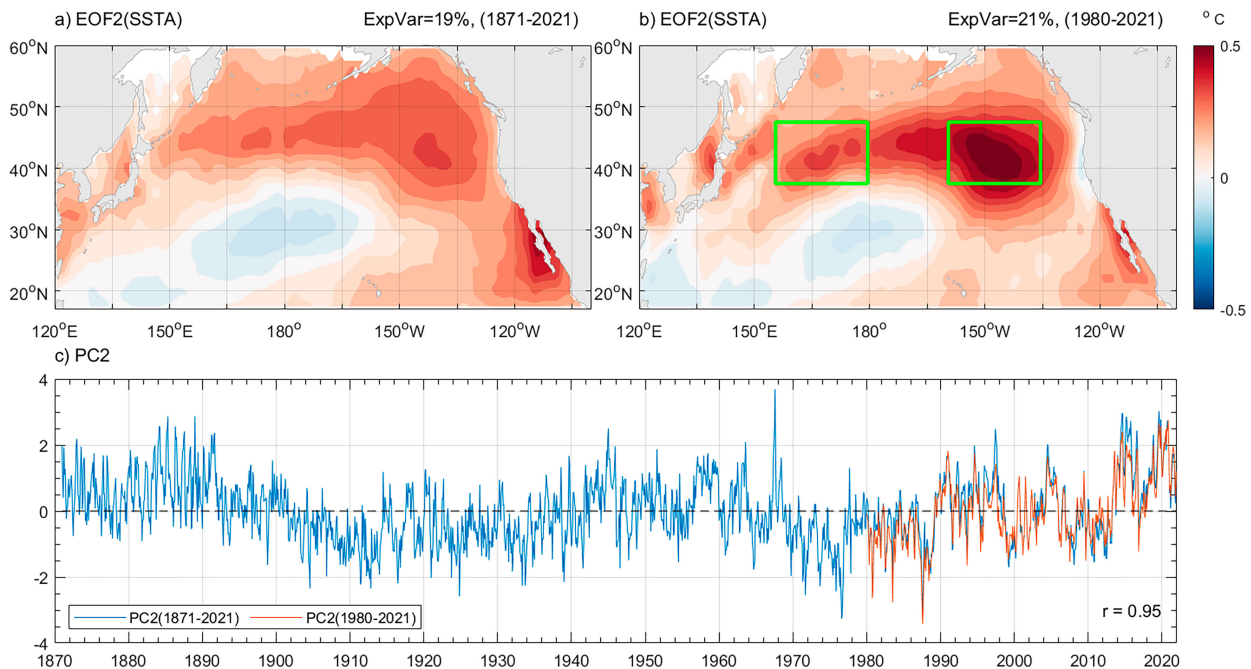 a) EOF2(SSTA) ExpVar=19%, (1871-2021)
b) EOF2(SSTA) ExpVar=21%, (1980-2021)
o C
60°N
50°N
40°N
30°N
20°N
120°E 150°E 180° 150°W 120°W
60°N
50°N
40°N
30°N
20°N
120°E 150°E 180° 150°W 120°W
0.5
0
-0.5
c) PC2
4
2
0
-2
-4
PC2(1871-2021) PC2(1980-2021)
r = 0.95
1870 1880 1890 1900 1910 1920 1930 1940 1950 1960 1970 1980 1990 2000 2010 2020